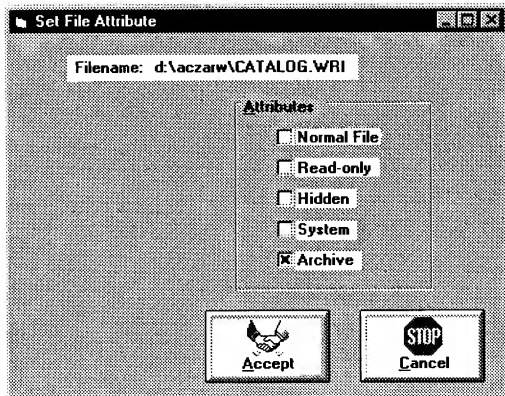 Set File Attribute
Filename: d:\aczarw\CATALOG.WRI
Attributes
Normal File
Read-only
Hidden
System
Archive
STOP
Accept
Cancel